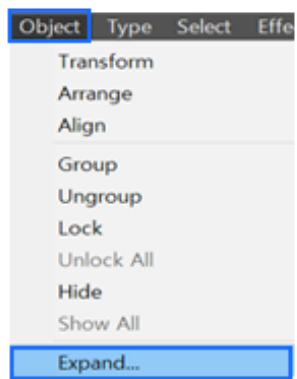 Object Type Select Effe
Transform
Arrange
Align
Group
Ungroup
Lock
Unlock All
Hide
Show All
Expand...